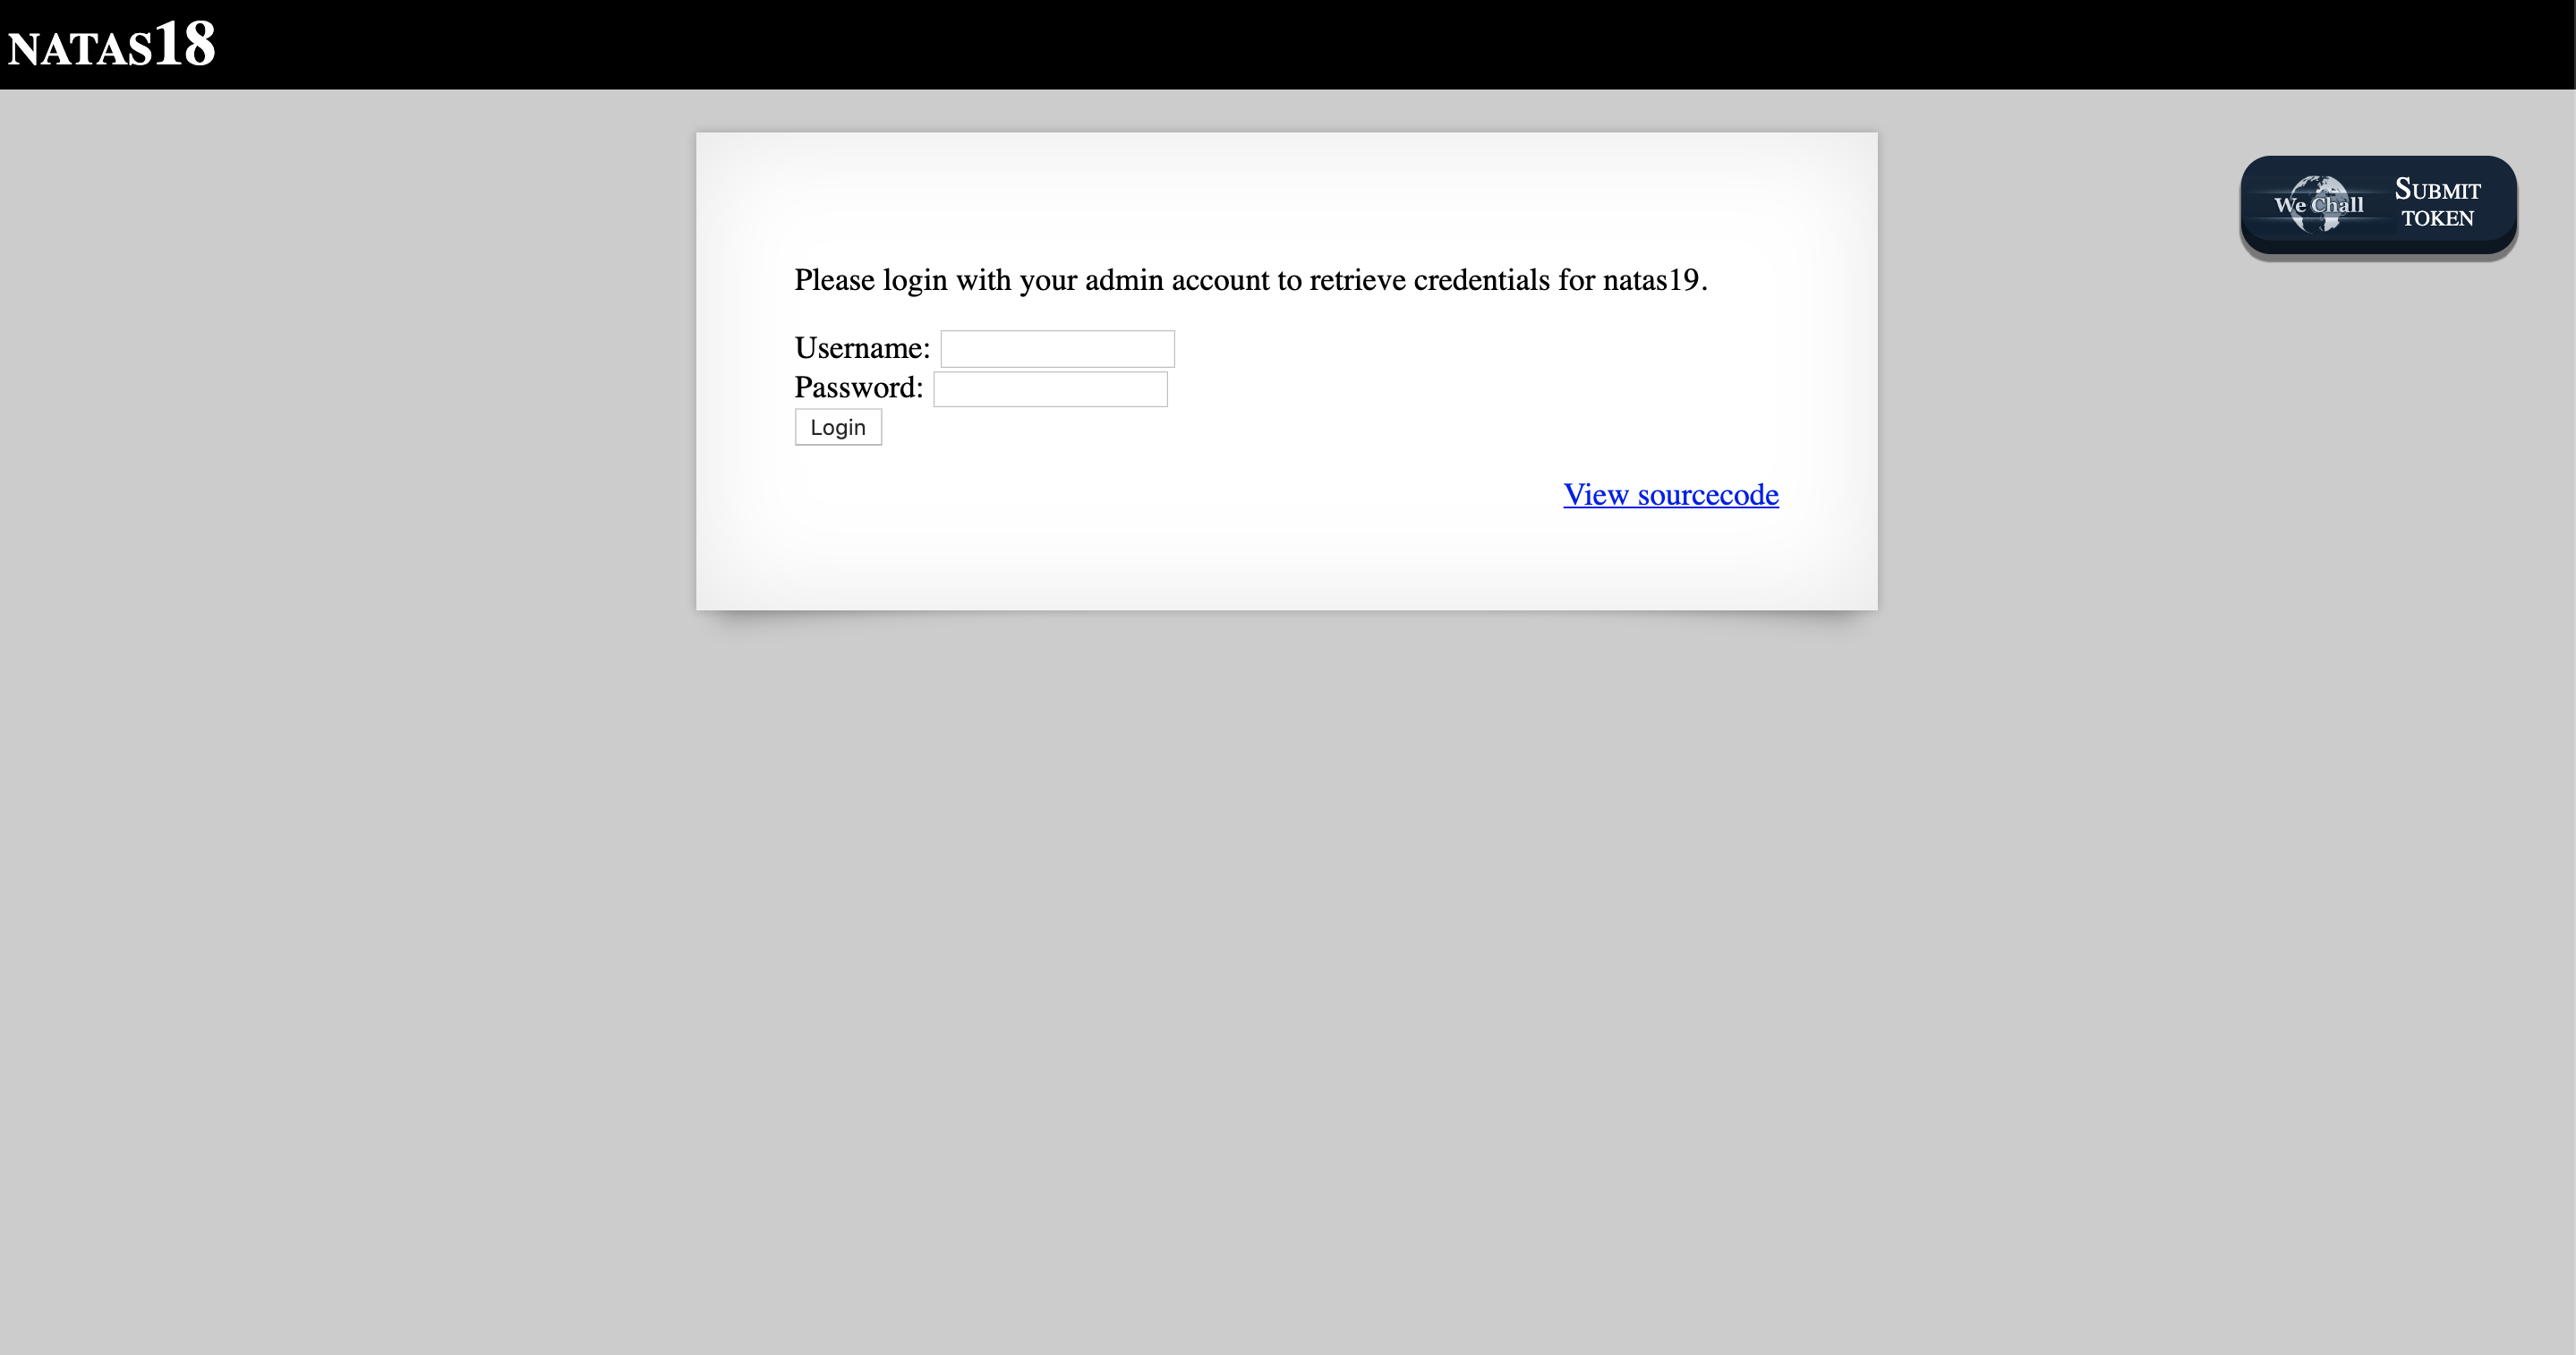 NATAS18
We Chall
SUBMIT
TOKEN
Please login with your admin account to retrieve credentials for natas19.
Username:
Password:
Login
View sourcecode